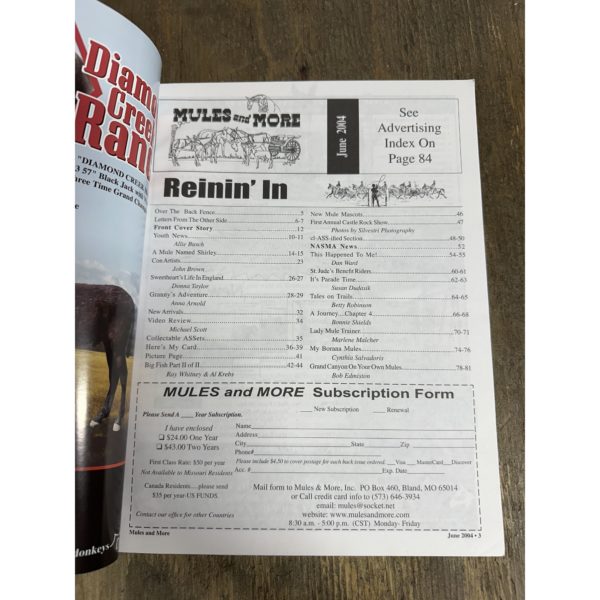 Diamo
Creek
Ran
"DIAMOND CREEK
3 57" Black Jack with
hree Time Grand Cham
Monkeys
MULES and MORE
June 2004
See
Advertising
Index On
Page 84
Reinin' In
Over The Back Fence 5
Letters From The Other Side 6-7
Front Cover Story 12
Youth News 10-11
Allie Busch
A Mule Named Shirley 14-15
Con Artists 23
John Brown
Sweetheart's Life In England 26-27
Donna Taylor
Granny's Adventure 28-29
Anna Arnold
New Arrivals 32
Video Review 34
Michael Scott
Collectable ASSets 35
Here's My Card 36-39
Picture Page 41
Big Fish Part II of II 42-44
Ray Whitney & Al Krebs
New Mule Mascots 46
First Annual Castle Rock Show 47
Photos by Silvestri Photography
cl-ASS-ified Section 48-50
NASMA News 52
This Happened To Me! 54-55
Dan Ward
St. Jude's Benefit Riders 60-61
It's Parade Time 62-63
Susan Dudasik
Tales on Trails 64-65
Betty Robinson
A Journey...Chapter 4 66-68
Bonnie Shields
Lady Mule Trainer 70-71
Marlene Malcher
My Borana Mules 74-76
Cynthia Salvadoris
Grand Canyon On Your Own Mules 78-81
Bob Edmiston
MULES and MORE Subscription Form
Please Send A ____ Year Subscription.
__ New Subscription __ Renewal
I have enclosed
❏ $24.00 One Year
❏ $43.00 Two Years
First Class Rate: $50 per year
Not Available to Missouri Residents
Canada Residents.....please send
$35 per year-US FUNDS.
Contact our office for other Countries
Name
Address
City State Zip
Phone#
Please include $4.50 to cover postage for each back issue ordered. __Visa __MasterCard __Discover
Acc. # Exp. Date
Mail form to Mules & More, Inc. PO Box 460, Bland, MO 65014
or Call credit card info to (573) 646-3934
email: mules@socket.net
website: www.mulesandmore.com
8:30 a.m. - 5:00 p.m. (CST) Monday- Friday
Mules and More
June 2004 • 3